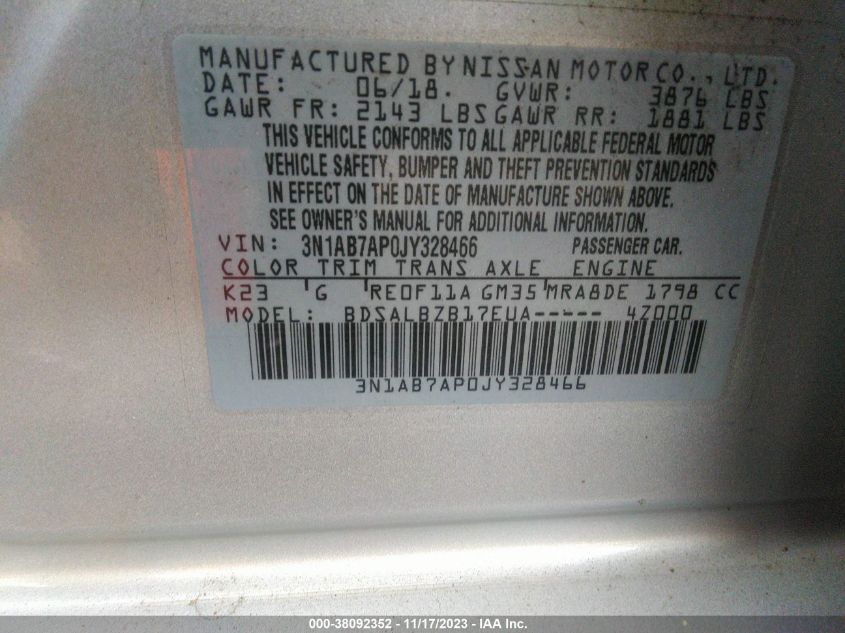 MANUFACTURED BY NISSAN MOTOR CO., LTD.
DATE: 06/18. GVWR: 3876 LBS
GAWR FR: 2143 LBS GAWR RR: 1881 LBS
THIS VEHICLE CONFORMS TO ALL APPLICABLE FEDERAL MOTOR
VEHICLE SAFETY, BUMPER AND THEFT PREVENTION STANDARDS
IN EFFECT ON THE DATE OF MANUFACTURE SHOWN ABOVE.
SEE OWNER'S MANUAL FOR ADDITIONAL INFORMATION.
VIN: 3N1AB7AP0JY328466 PASSENGER CAR.
COLOR TRIM TRANS AXLE ENGINE
K23 'G 'RE0F11A GM35'MRA8DE 1798 CC
MODEL: BDSALBZB17EUA----- 4Z000
3N1AB7AP0JY328466
000-38092352 - 11/17/2023 - IAA Inc.